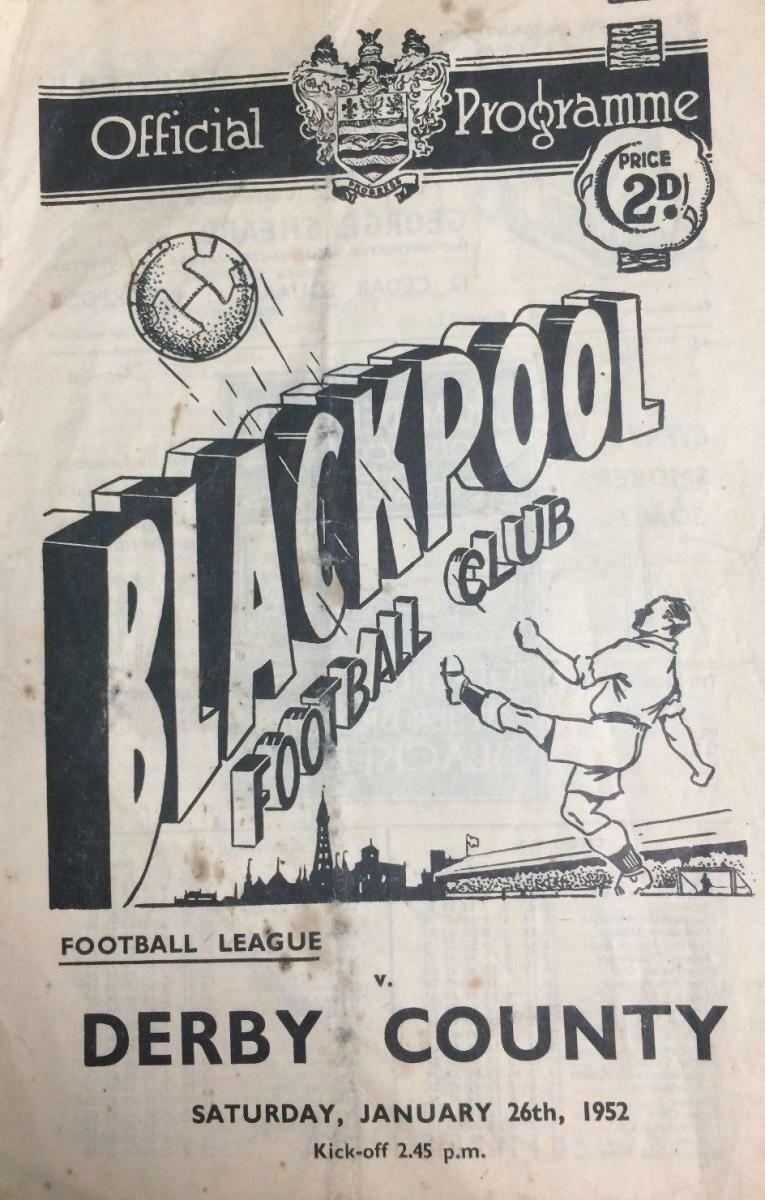 Official Programme
PROGRESS
PRICE
2D.
BLACKPOOL
FOOTBALL CLUB
FOOTBALL LEAGUE
v.
DERBY COUNTY
SATURDAY, JANUARY 26th, 1952
Kick-off 2.45 p.m.